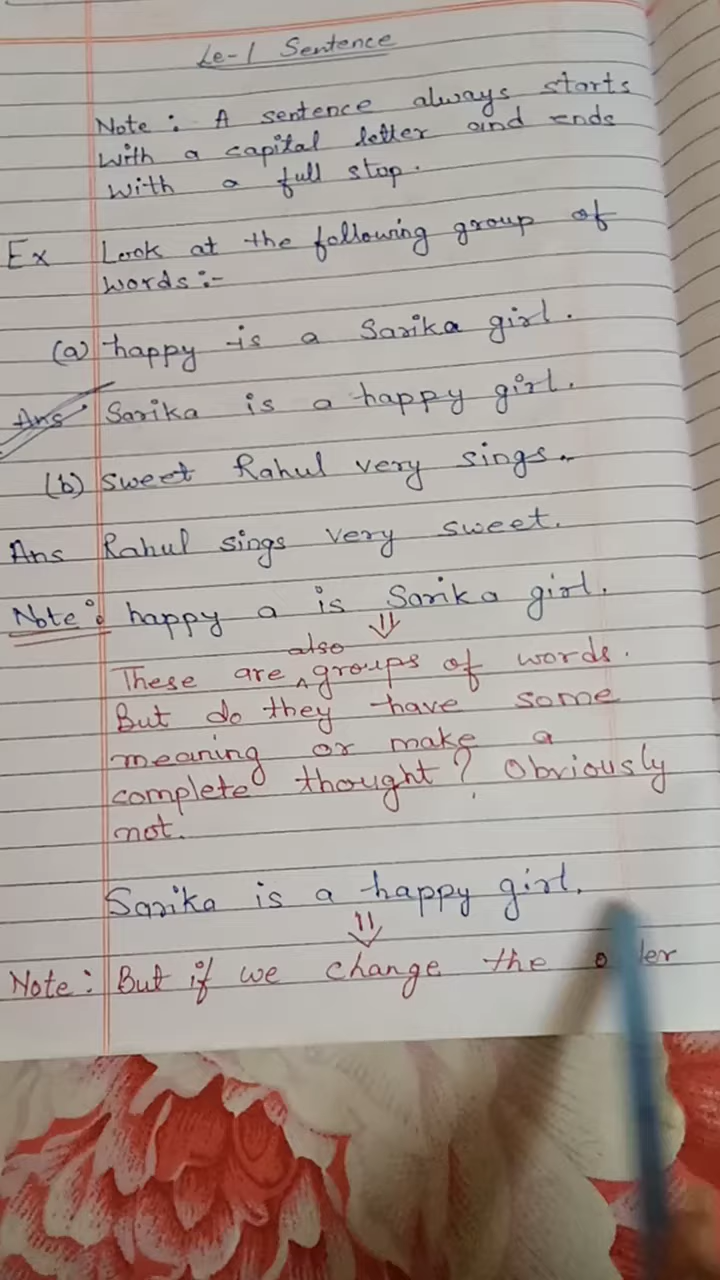 Le-1 Sentence
Note: A sentence always starts
with a capital letter and ends
with a full stop.
Ex Look at the following group of
words:-
(a) happy is a Sarika girl.
Ans: Sarika is a happy girl.
(b) sweet Rahul very sings.
Ans Rahul sings very sweet.
Note: happy a is Sarika girl.
also
These are ^ groups of words.
But do they have some
meaning or make a
complete thought? Obviously
not.
Sarika is a happy girl.
Note: But if we change the